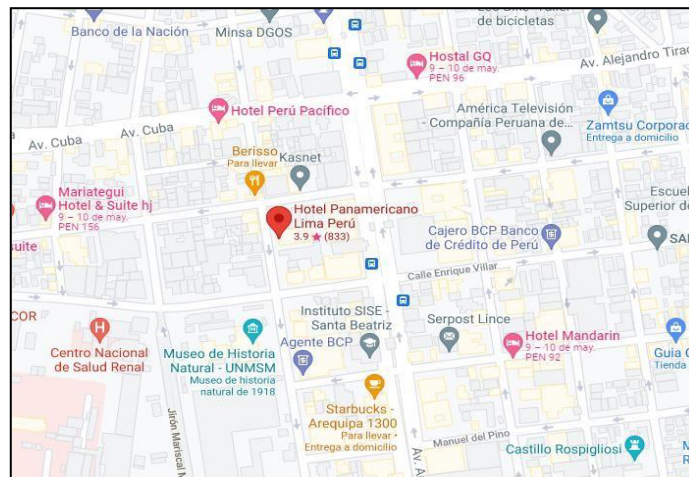 Banco de la Nación
Minsa DGOS
de bicicletas
Hostal GQ
9 – 10 de may.
PEN 96
Av. Alejandro Tirad
Hotel Perú Pacífico
América Televisión
- Compañía Peruana de...
Zamtsu Corporac
Entrega a domicilio
Av. Cuba
Av. Cuba
Berisso
Para llevar
Kasnet
Mariategui
Hotel & Suite hj
9 – 10 de may.
PEN 156
suite
Hotel Panamericano
Lima Perú
3.9 ★ (833)
Escuel
Superior de
Cajero BCP Banco
de Crédito de Perú
SAI
Calle Enrique Villar
COR
Centro Nacional
de Salud Renal
Museo de Historia
Natural - UNMSM
Museo de historia
natural de 1918
Instituto SISE -
Santa Beatriz
Agente BCP
Serpost Lince
Hotel Mandarin
9 – 10 de may.
PEN 92
Guia C
Tienda
Starbucks -
Arequipa 1300
Para llevar •
Entrega a domicilio
Jirón Mariscal M
Manuel del Pino
Castillo Rospigliosi
Av. A
M
R